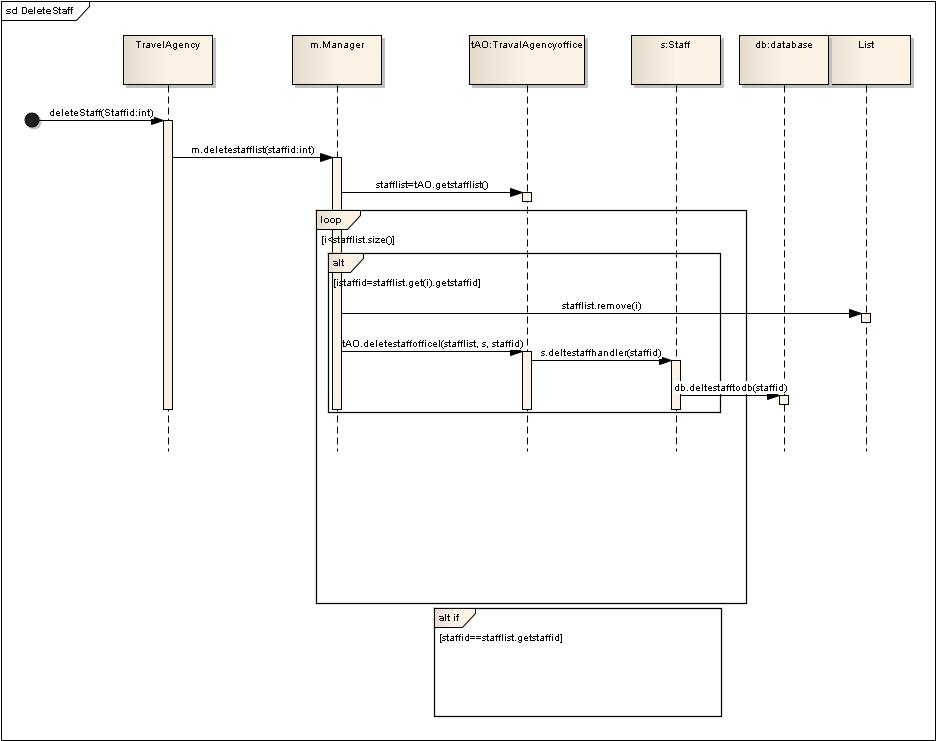 sd DeleteStaff
TravelAgency
m.Manager
tAO:TravalAgencyoffice
s:Staff
db:database
List
deleteStaff(Staffid:int)
m.deletestafflist(staffid:int)
stafflist=tAO.getstafflist()
loop
[i<stafflist.size()]
alt
[istaffid=stafflist.get(i).getstaffid]
stafflist.remove(i)
tAO.deletestaffofficel(stafflist, s, staffid)
s.deltestaffhandler(staffid)
db.deltestafftodb(staffid)
alt if
[staffid==stafflist.getstaffid]